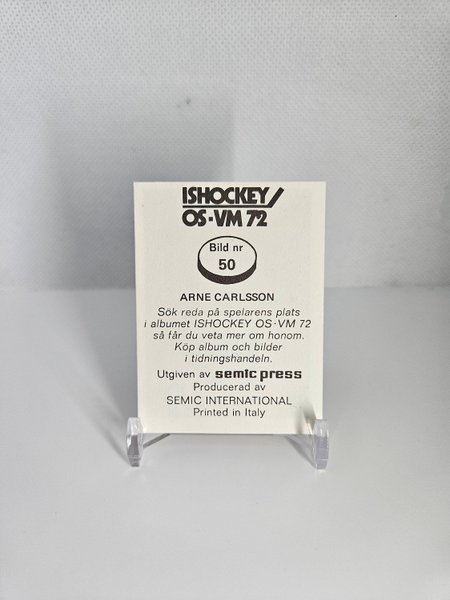 ISHOCKEY/
OS-VM 72
Bild nr
50
ARNE CARLSSON
Sök reda på spelarens plats
i albumet ISHOCKEY OS-VM 72
så får du veta mer om honom.
Köp album och bilder
i tidningshandeln.
Utgiven av semic press
Producerad av
SEMIC INTERNATIONAL
Printed in Italy